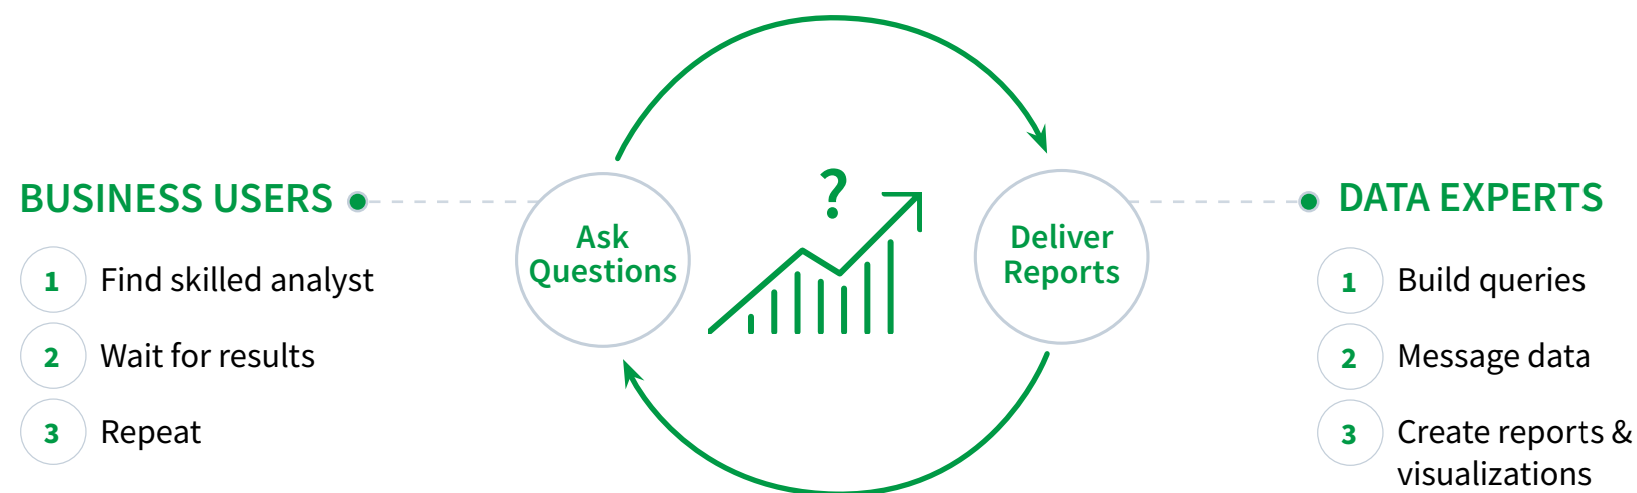 BUSINESS USERS
1 Find skilled analyst
2 Wait for results
3 Repeat
Ask
Questions
?
Deliver
Reports
DATA EXPERTS
1 Build queries
2 Message data
3 Create reports &
visualizations